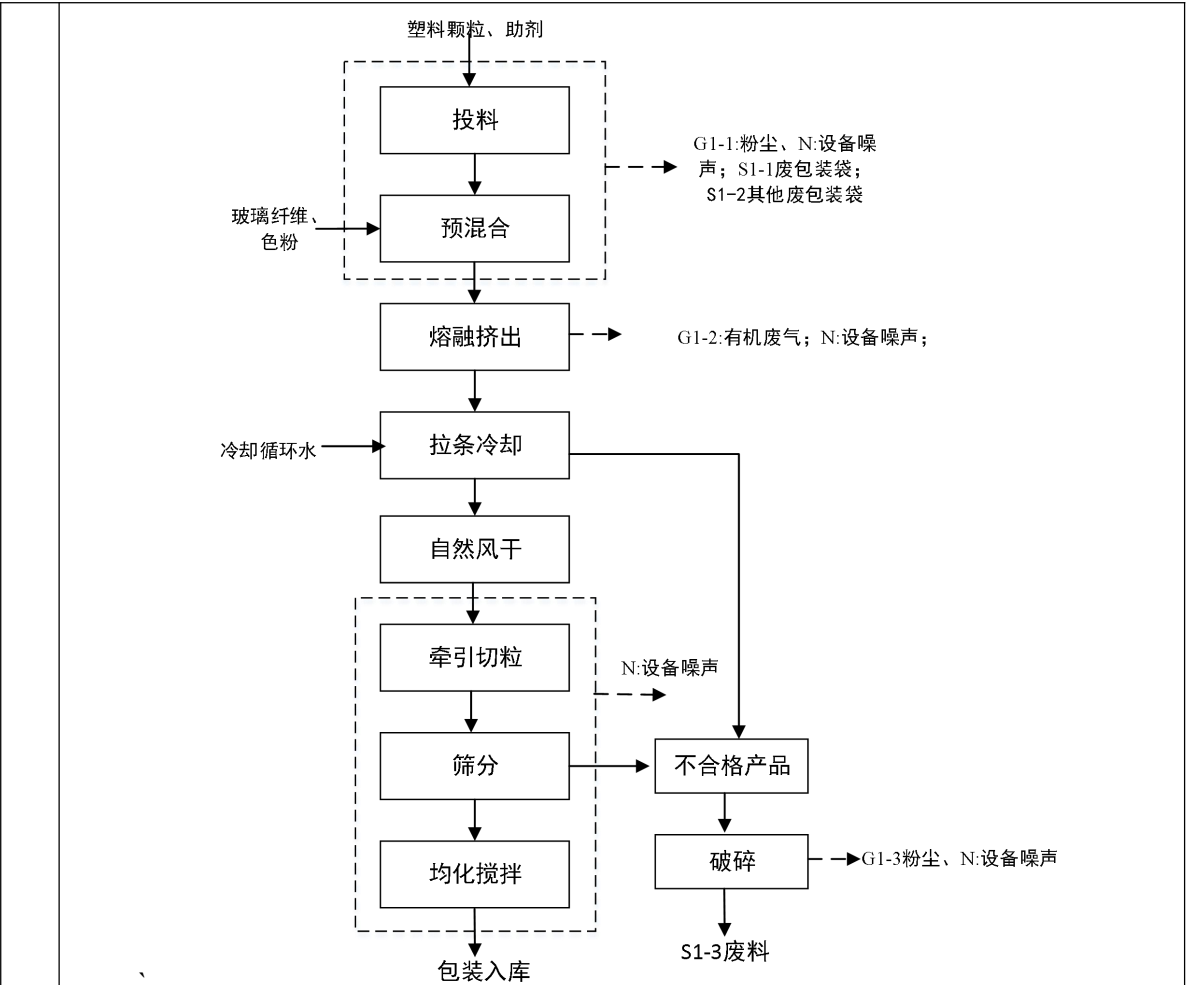 塑料颗粒、助剂
投料
G1-1:粉尘、N:设备噪
声；S1-1废包装袋；
S1-2其他废包装袋
玻璃纤维、
色粉
预混合
熔融挤出
G1-2:有机废气；N:设备噪声；
冷却循环水
拉条冷却
自然风干
牵引切粒
N:设备噪声
筛分
不合格产品
均化搅拌
破碎
G1-3粉尘、N:设备噪声
S1-3废料
包装入库
、